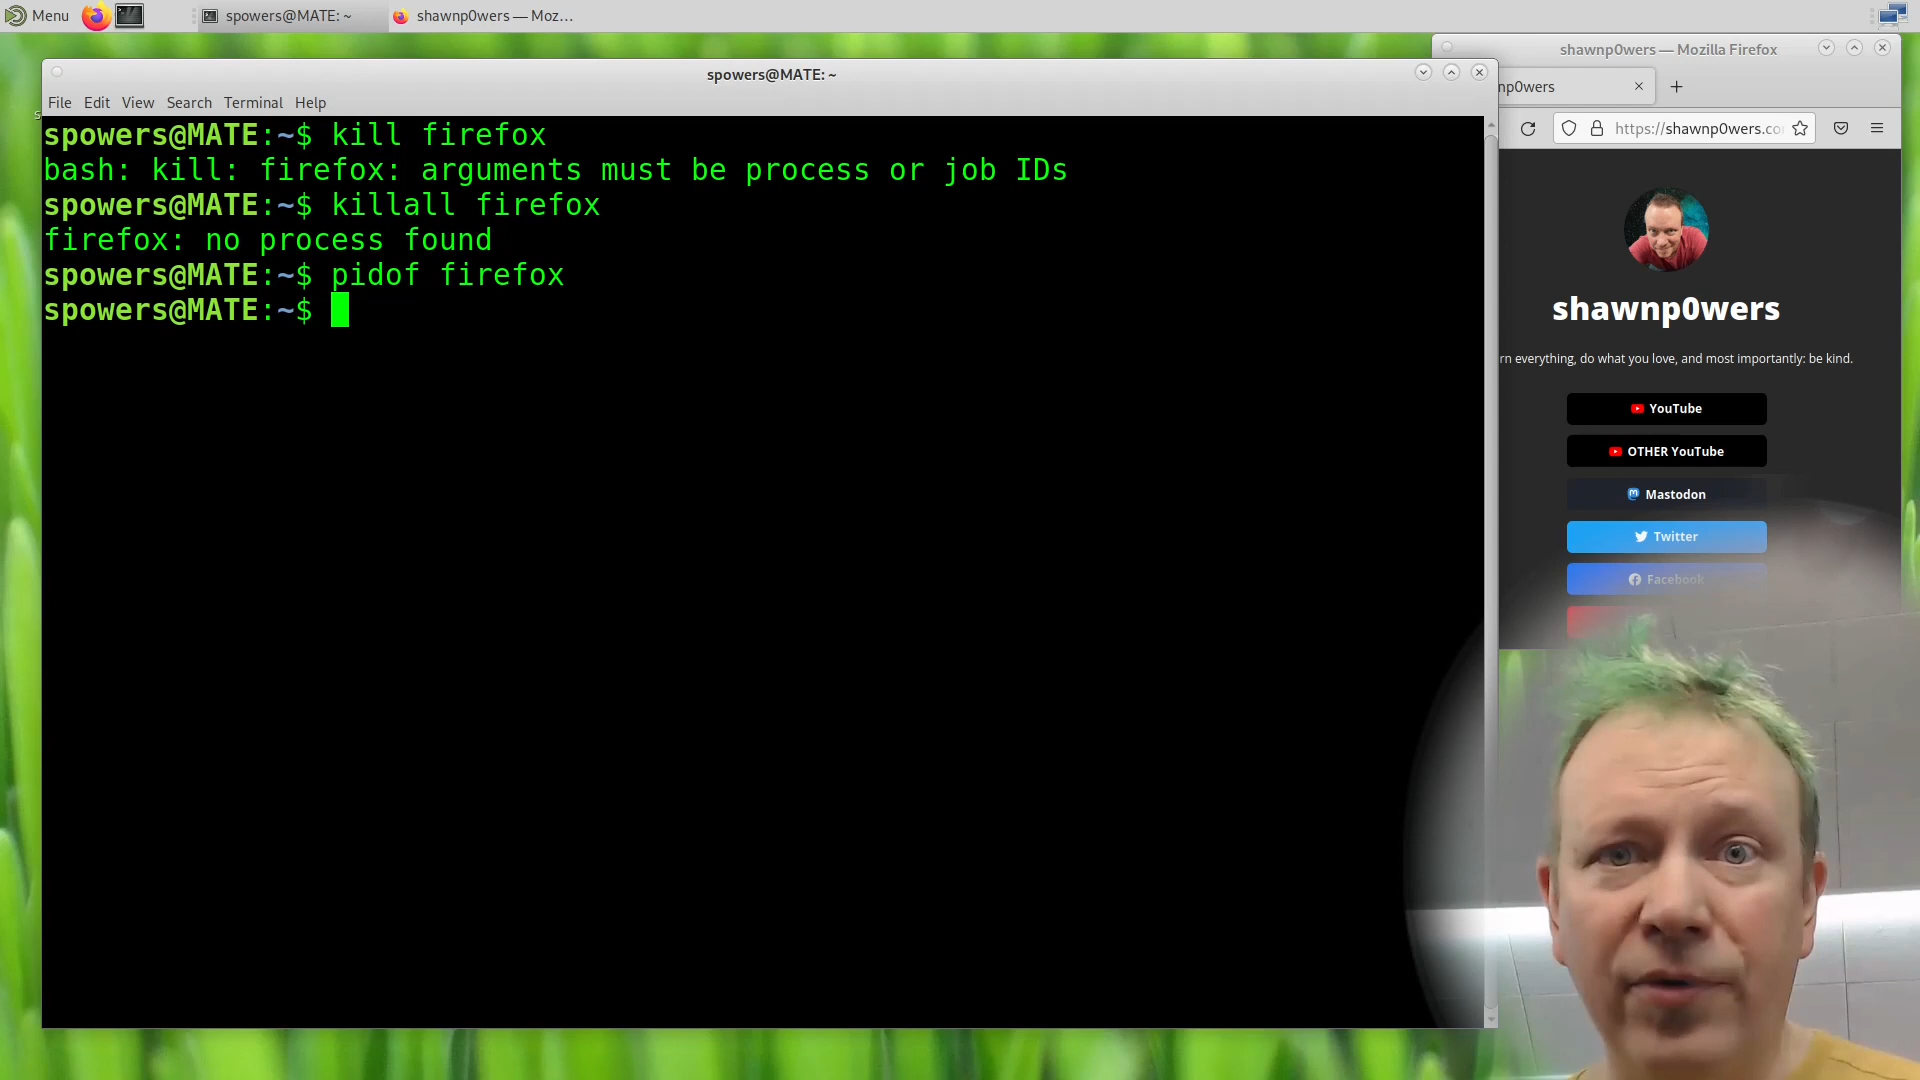 Menu
spowers@MATE: ~
shawnp0wers — Moz...
shawnp0wers — Mozilla Firefox
np0wers
https://shawnp0wers.co
spowers@MATE: ~
File Edit View Search Terminal Help
spowers@MATE:~$ kill firefox
bash: kill: firefox: arguments must be process or job IDs
spowers@MATE:~$ killall firefox
firefox: no process found
spowers@MATE:~$ pidof firefox
spowers@MATE:~$
shawnp0wers
rn everything, do what you love, and most importantly: be kind.
YouTube
OTHER YouTube
Mastodon
Twitter
Facebook